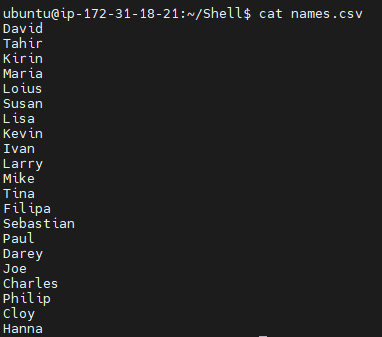 ubuntu@ip-172-31-18-21:~/Shell$ cat names.csv
David
Tahir
Kirin
Maria
Loius
Susan
Lisa
Kevin
Ivan
Larry
Mike
Tina
Filipa
Sebastian
Paul
Darey
Joe
Charles
Philip
Cloy
Hanna